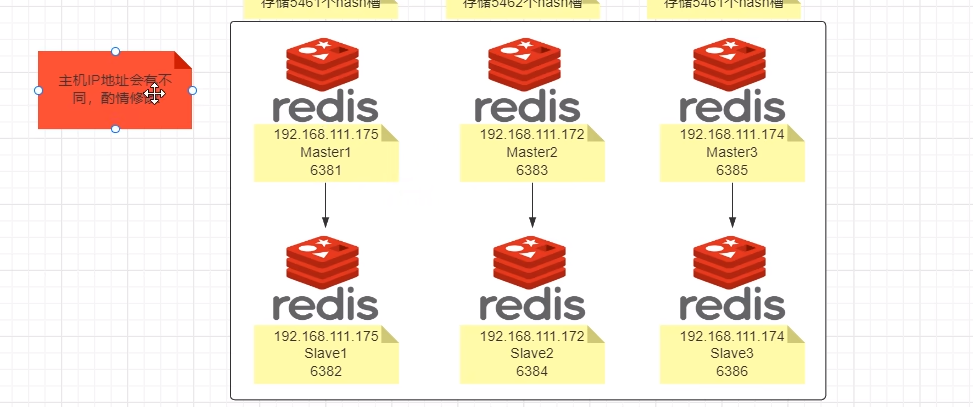 存储5461个hash槽
存储5462个hash槽
存储5461个hash槽
主机IP地址会有不
同，酌情修改
redis
redis
redis
192.168.111.175
Master1
6381
192.168.111.172
Master2
6383
192.168.111.174
Master3
6385
redis
redis
redis
192.168.111.175
Slave1
6382
192.168.111.172
Slave2
6384
192.168.111.174
Slave3
6386